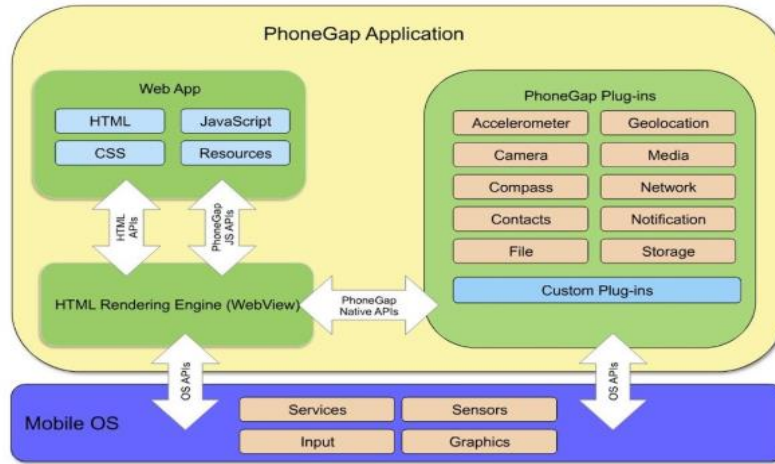 PhoneGap Application
Web App
HTML
JavaScript
CSS
Resources
HTML
APIs
PhoneGap
JS APIs
HTML Rendering Engine (WebView)
PhoneGap
Native APIs
PhoneGap Plug-ins
Accelerometer
Geolocation
Camera
Media
Compass
Network
Contacts
Notification
File
Storage
Custom Plug-ins
OS APIs
OS APIs
Mobile OS
Services
Sensors
Input
Graphics